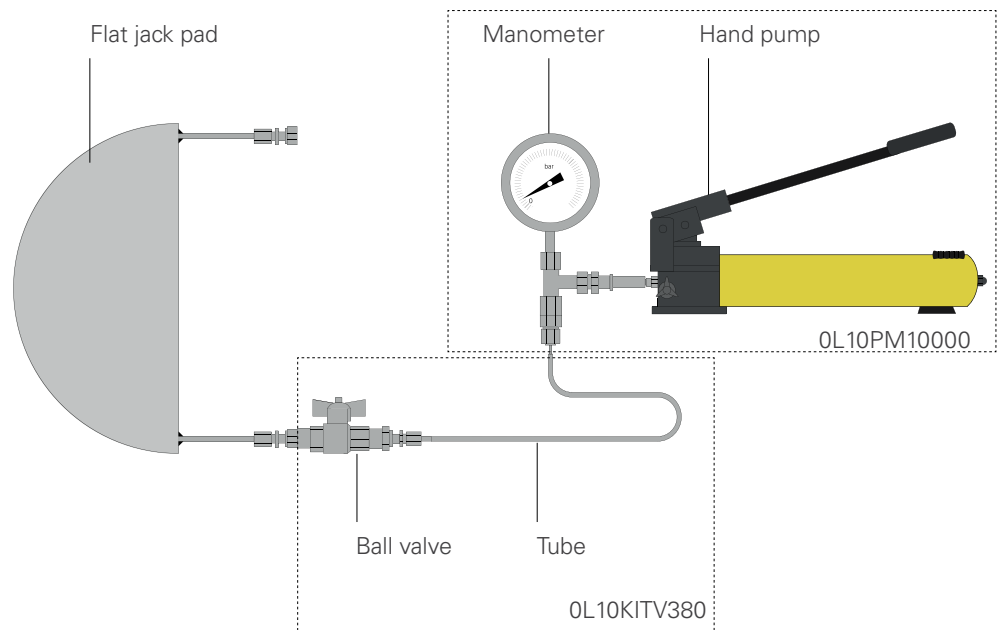 Flat jack pad
Manometer
Hand pump
bar
0
0L10PM10000
Ball valve
Tube
0L10KITV380